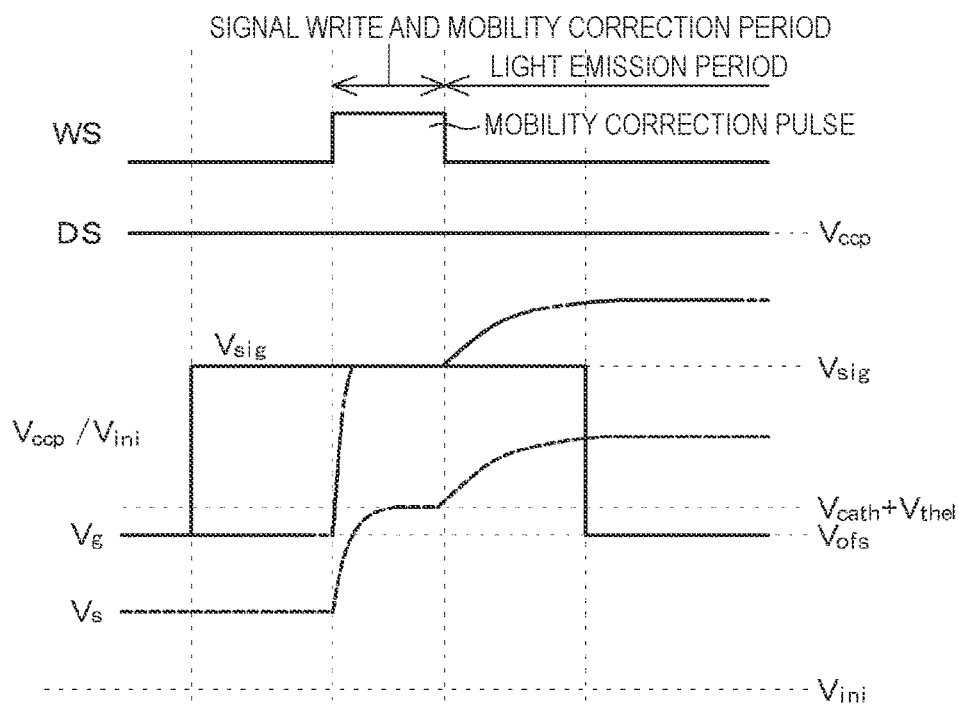 SIGNAL WRITE AND MOBILITY CORRECTION PERIOD
LIGHT EMISSION PERIOD
WS
MOBILITY CORRECTION PULSE
DS
Vccp
Vsig
Vsig
Vccp / Vini
Vcath+Vthel
Vg
Vofs
Vs
Vini